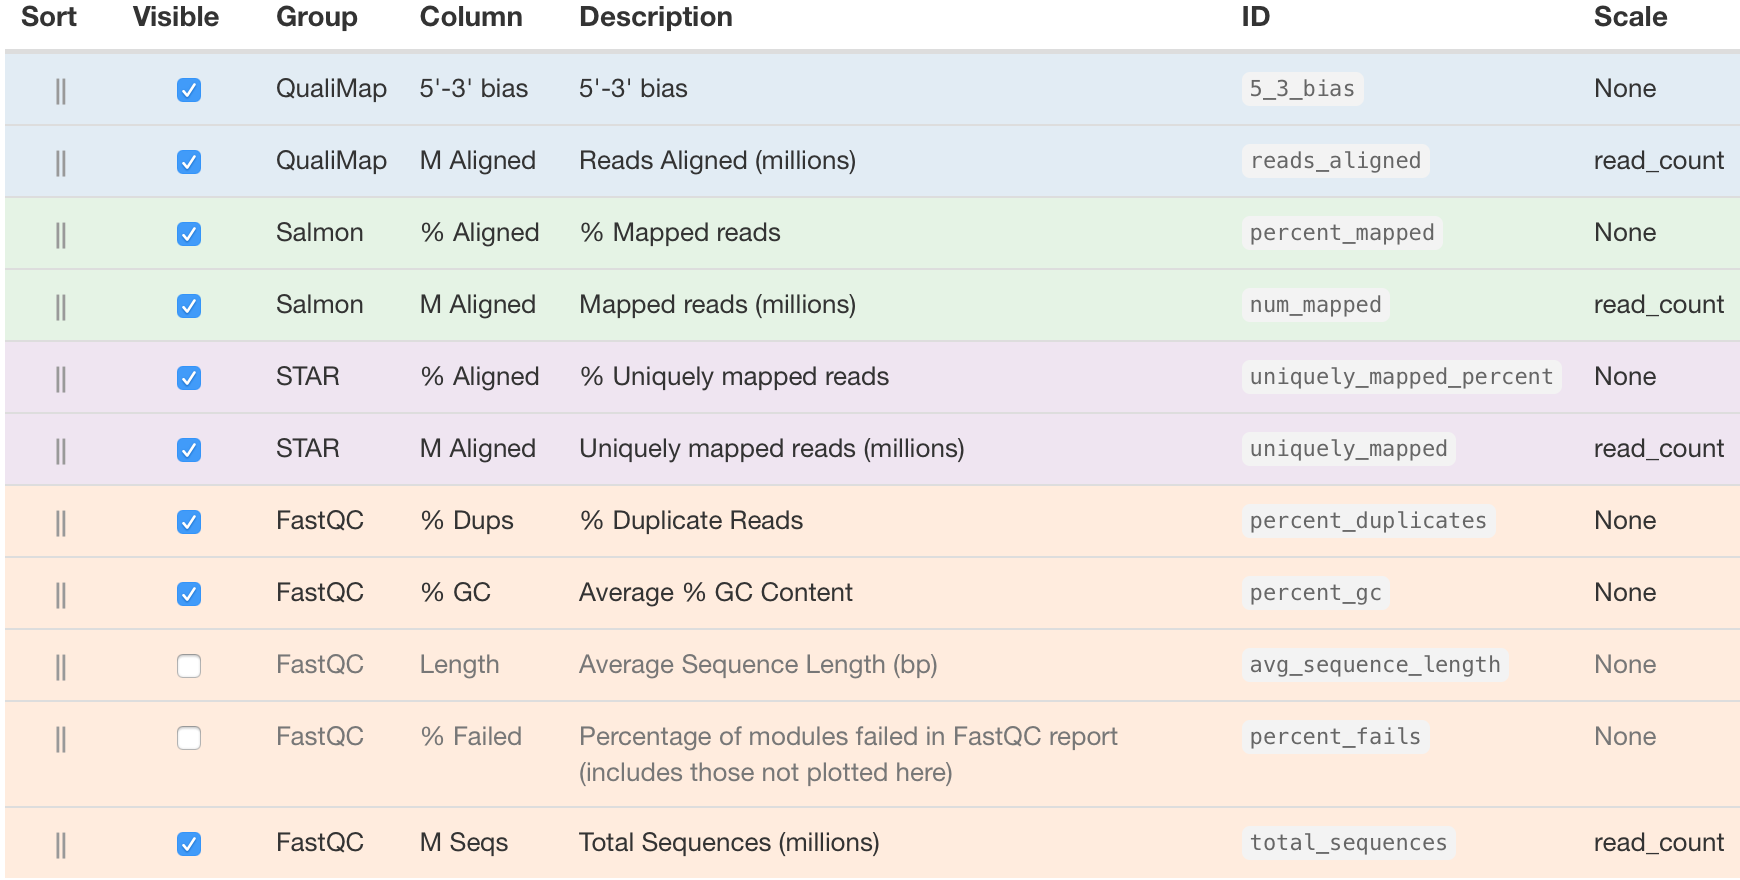 Sort Visible Group Column Description ID Scale
QualiMap 5'-3' bias 5'-3' bias 5_3_bias None
QualiMap M Aligned Reads Aligned (millions) reads_aligned read_count
Salmon % Aligned % Mapped reads percent_mapped None
Salmon M Aligned Mapped reads (millions) num_mapped read_count
STAR % Aligned % Uniquely mapped reads uniquely_mapped_percent None
STAR M Aligned Uniquely mapped reads (millions) uniquely_mapped read_count
FastQC % Dups % Duplicate Reads percent_duplicates None
FastQC % GC Average % GC Content percent_gc None
FastQC Length Average Sequence Length (bp) avg_sequence_length None
FastQC % Failed Percentage of modules failed in FastQC report percent_fails None
(includes those not plotted here)
FastQC M Seqs Total Sequences (millions) total_sequences read_count